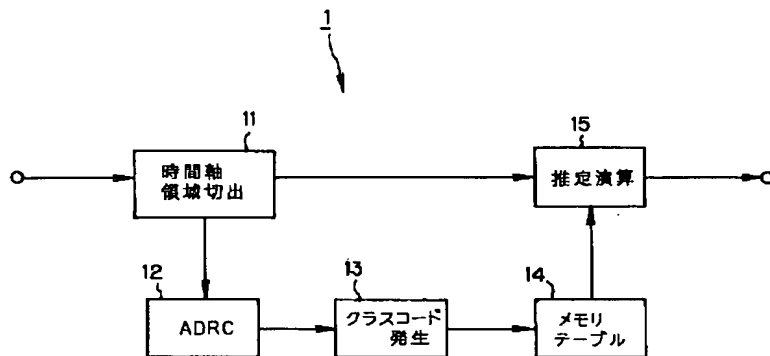 1
11
時間軸
領域切出
15
推定演算
12
ADRC
13
クラスコード
発生
14
メモリ
テーブル